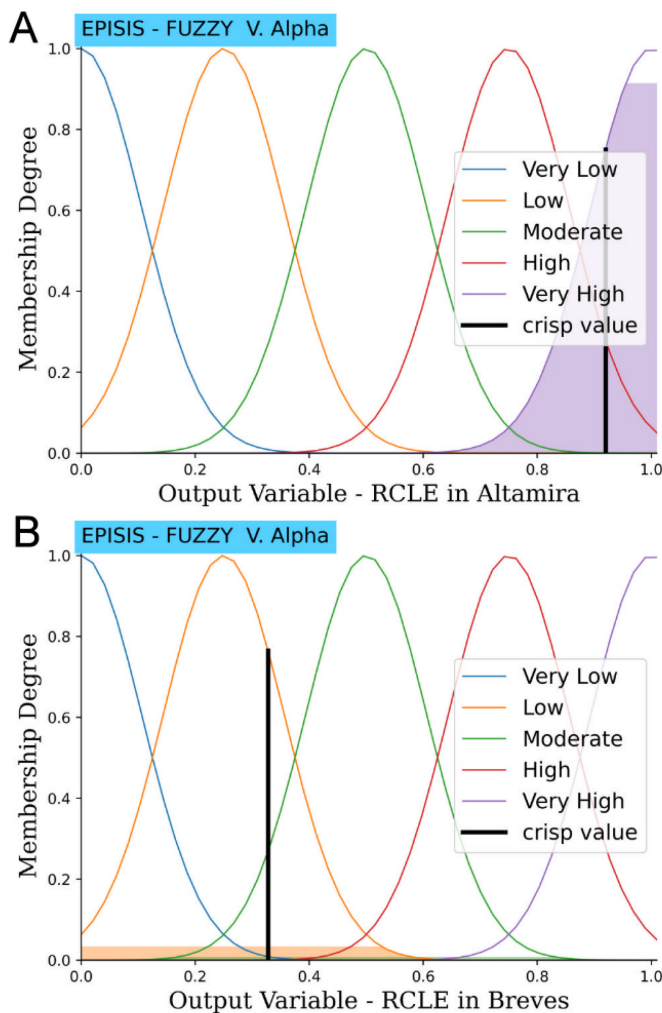 A
EPISIS - FUZZY V. Alpha
1.0
0.8
0.6
0.4
0.2
0.0
Membership Degree
Very Low
Low
Moderate
High
Very High
crisp value
0.0 0.2 0.4 0.6 0.8 1.0
Output Variable - RCLE in Altamira
B
EPISIS - FUZZY V. Alpha
1.0
0.8
0.6
0.4
0.2
0.0
Membership Degree
Very Low
Low
Moderate
High
Very High
crisp value
0.0 0.2 0.4 0.6 0.8 1.0
Output Variable - RCLE in Breves